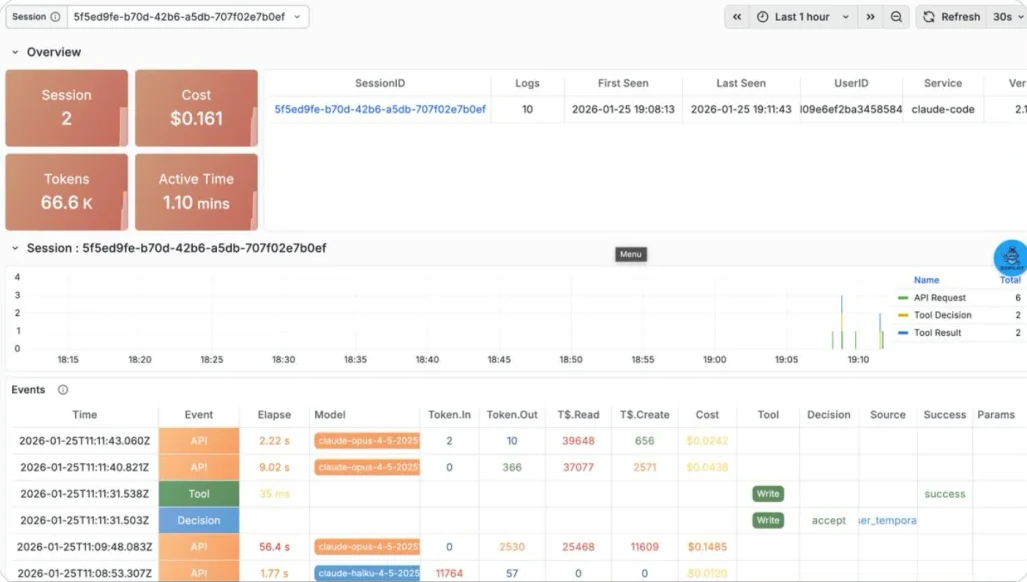 Session 5f5ed9fe-b70d-42b6-a5db-707f02e7b0ef Last 1 hour Refresh 30s
Overview
Session
2
Cost
$0.161
Tokens
66.6 K
Active Time
1.10 mins
SessionID Logs First Seen Last Seen UserID Service Ver
5f5ed9fe-b70d-42b6-a5db-707f02e7b0ef 10 2026-01-25 19:08:13 2026-01-25 19:11:43 l09e6ef2ba3458584 claude-code 2.1
Session : 5f5ed9fe-b70d-42b6-a5db-707f02e7b0ef
Menu
4
3
2
1
0
18:15 18:20 18:25 18:30 18:35 18:40 18:45 18:50 18:55 19:00 19:05 19:10
Name Total
API Request 6
Tool Decision 2
Tool Result 2
Events
Time Event Elapse Model Token.In Token.Out T$.Read T$.Create Cost Tool Decision Source Success Params
2026-01-25T11:11:43.060Z API 2.22 s claude-opus-4-5-2025 2 10 39648 656 $0.0242
2026-01-25T11:11:40.821Z API 9.02 s claude-opus-4-5-2025 0 366 37077 2571 $0.0438
2026-01-25T11:11:31.538Z Tool 35 ms Write success
2026-01-25T11:11:31.503Z Decision Write accept ser_tempora
2026-01-25T11:09:48.083Z API 56.4 s claude-opus-4-5-2025 0 2530 25468 11609 $0.1485
2026-01-25T11:08:53.307Z API 1.77 s claude-haiku-4-5-2025 11764 57 0 0 $0.0120